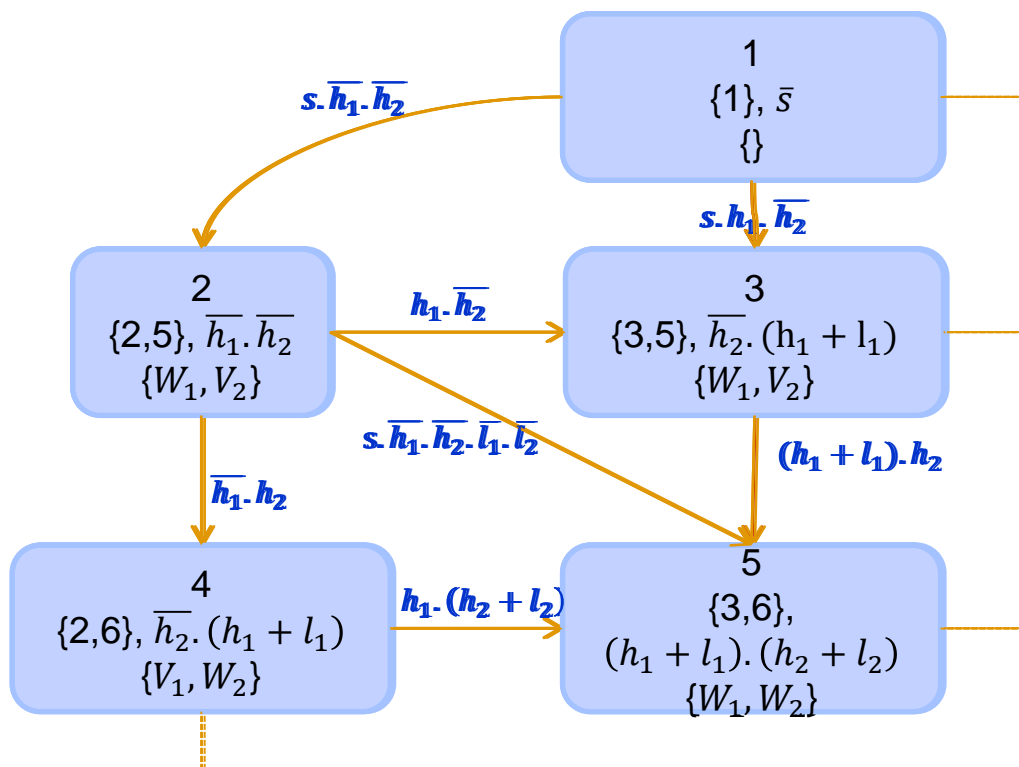 1
{1}, s̅
{}
s. h̅₁. h̅₂
s. h₁. h̅₂
2
{2,5}, h̅₁. h̅₂
{W₁, V₂}
h₁. h̅₂
3
{3,5}, h̅₂. (h₁ + l₁)
{W₁, V₂}
s. h̅₁. h̅₂. l̅₁. l̅₂
(h₁ + l₁). h₂
h̅₁. h₂
4
{2,6}, h̅₂. (h₁ + l₁)
{V₁, W₂}
h₁. (h₂ + l₂)
5
{3,6},
(h₁ + l₁). (h₂ + l₂)
{W₁, W₂}